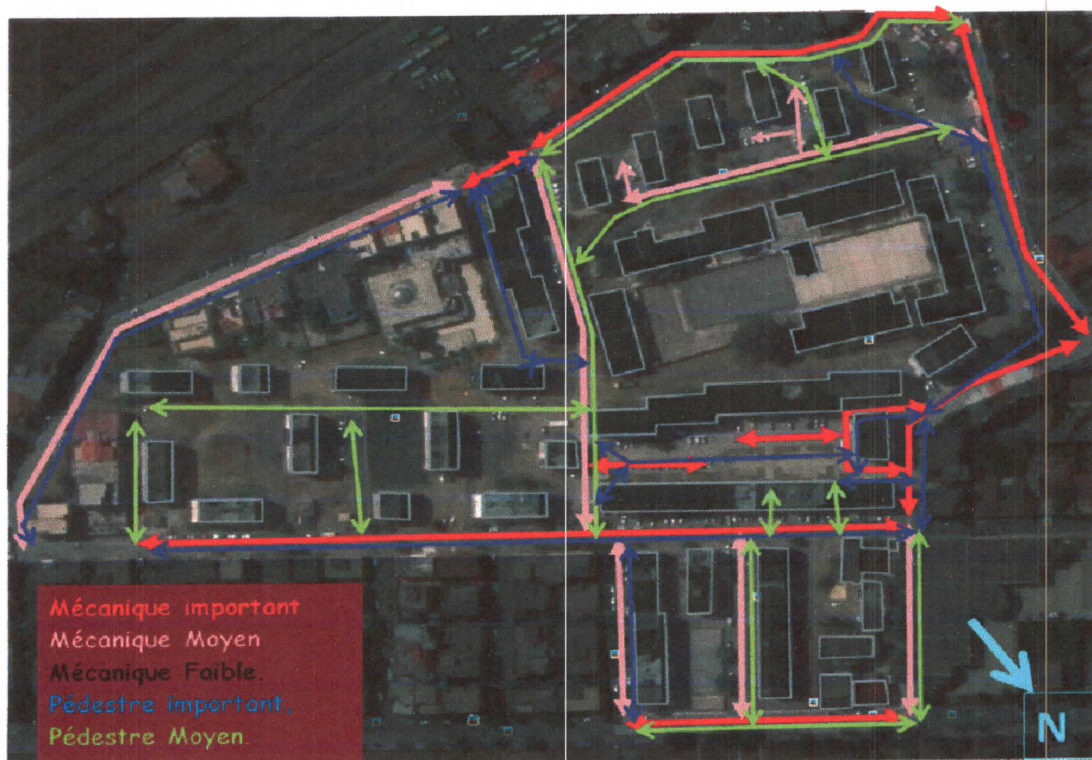 Mécanique important
Mécanique Moyen
Mécanique Faible.
Pédestre important,
Pédestre Moyen.
N